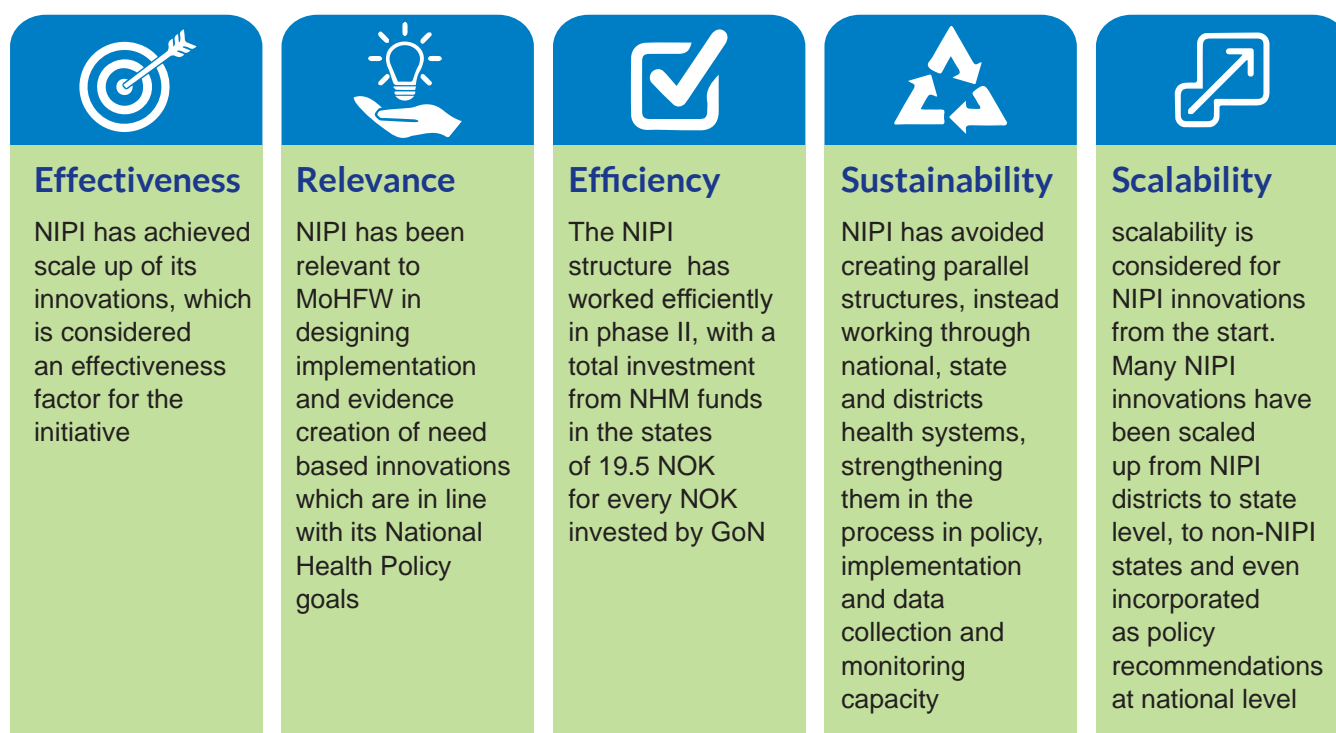 Effectiveness
NIPI has achieved
scale up of its
innovations, which
is considered
an effectiveness
factor for the
initiative
Relevance
NIPI has been
relevant to
MoHFW in
designing
implementation
and evidence
creation of need
based innovations
which are in line
with its National
Health Policy
goals
Efficiency
The NIPI
structure  has
worked efficiently
in phase II, with a
total investment
from NHM funds
in the states
of 19.5 NOK
for every NOK
invested by GoN
Sustainability
NIPI has avoided
creating parallel
structures, instead
working through
national, state
and districts
health systems,
strengthening
them in the
process in policy,
implementation
and data
collection and
monitoring
capacity
Scalability
scalability is
considered for
NIPI innovations
from the start.
Many NIPI
innovations have
been scaled
up from NIPI
districts to state
level, to non-NIPI
states and even
incorporated
as policy
recommendations
at national level